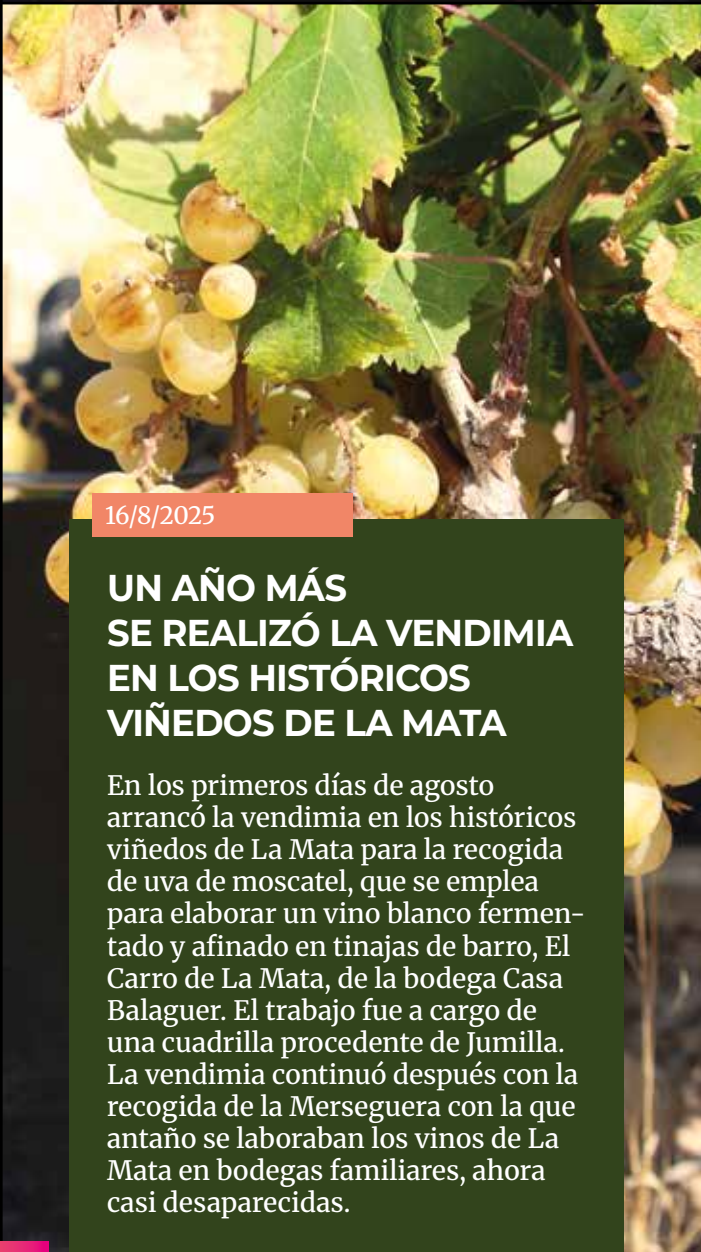 16/8/2025
UN AÑO MÁS
SE REALIZÓ LA VENDIMIA
EN LOS HISTÓRICOS
VIÑEDOS DE LA MATA
En los primeros días de agosto
arrancó la vendimia en los históricos
viñedos de La Mata para la recogida
de uva de moscatel, que se emplea
para elaborar un vino blanco fermen-
tado y afinado en tinajas de barro, El
Carro de La Mata, de la bodega Casa
Balaguer. El trabajo fue a cargo de
una cuadrilla procedente de Jumilla.
La vendimia continuó después con la
recogida de la Merseguera con la que
antaño se laboraban los vinos de La
Mata en bodegas familiares, ahora
casi desaparecidas.